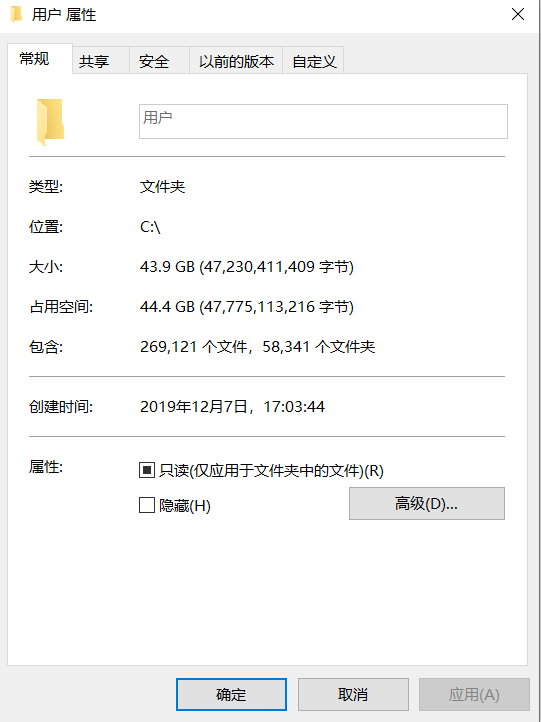 用户 属性
常规 共享 安全 以前的版本 自定义
用户
类型: 文件夹
位置: C:\
大小: 43.9 GB (47,230,411,409 字节)
占用空间: 44.4 GB (47,775,113,216 字节)
包含: 269,121 个文件，58,341 个文件夹
创建时间: 2019年12月7日，17:03:44
属性: 只读(仅应用于文件夹中的文件)(R)
隐藏(H) 高级(D)...
确定 取消 应用(A)